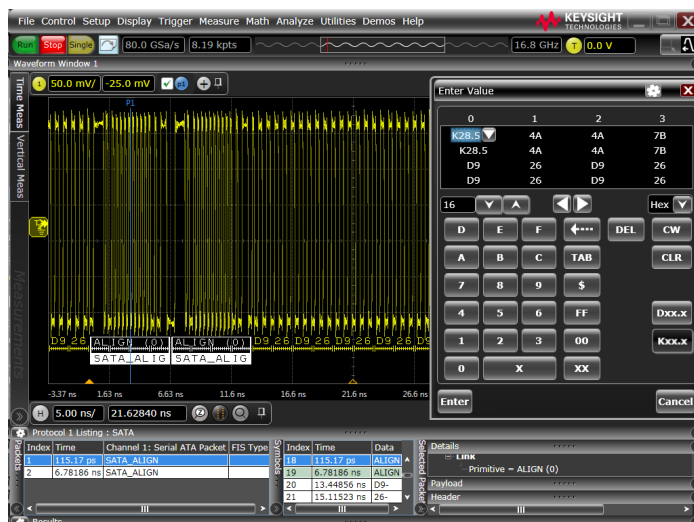 File Control Setup Display Trigger Measure Math Analyze Utilities Demos Help
KEYSIGHT
TECHNOLOGIES
X
Run Stop Single 80.0 GSa/s 8.19 kpts 16.8 GHz T 0.0 V
Waveform Window 1
1 50.0 mV/ -25.0 mV p1
Time Meas
Vertical Meas
Measurements
P1
D9 26 ALIGN (0) ALIGN (0) D9 26 D9 26 D9 26 D9 26 D9
SATA_ALIG SATA_ALIG
-3.37 ns 1.63 ns 6.63 ns 11.6 ns 16.6 ns 21.6 ns 26.6 ns
H 5.00 ns/ 21.62840 ns
Enter Value X
0 1 2 3
K28.5 4A 4A 7B
K28.5 4A 4A 7B
D9 26 D9 26
D9 26 D9 26
16 Hex
D E F DEL CW
A B C TAB CLR
7 8 9 $
4 5 6 FF Dxx.x
1 2 3 00 Kxx.x
0 X XX
Enter Cancel
Protocol 1 Listing : SATA
Packets
Index Time Channel 1: Serial ATA Packet FIS Type
1 115.17 ps SATA_ALIGN
2 6.78186 ns SATA_ALIGN
Symbols
Index Time Data
18 115.17 ps ALIGN
19 6.78186 ns ALIGN
20 13.44856 ns D9-
21 15.11523 ns 26-
Selected Packet
Details
Link
Primitive = ALIGN (0)
Payload
Header
Results